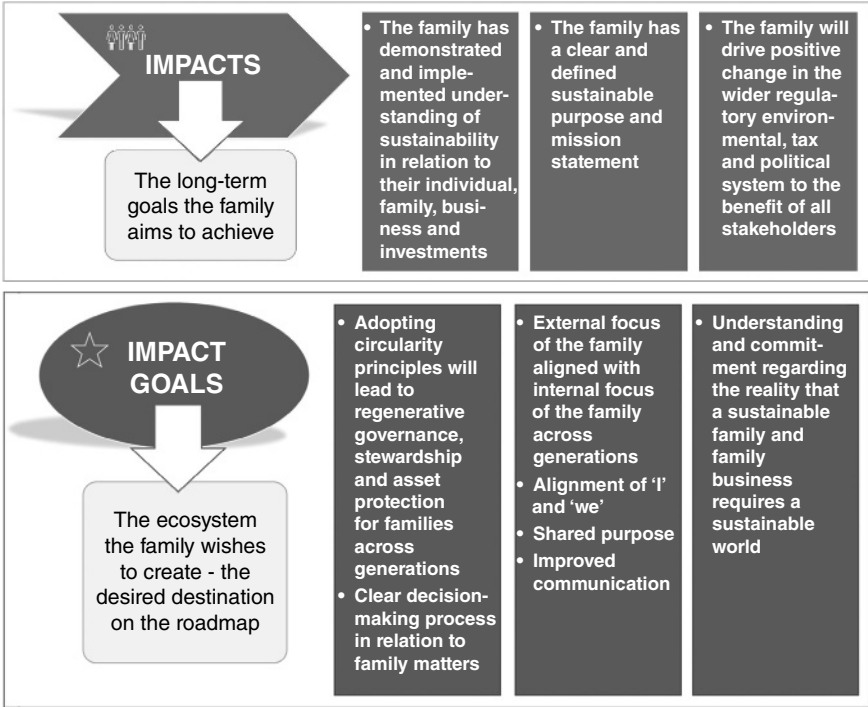 IMPACTS
The long-term
goals the family
aims to achieve
• The family has
demonstrated
and imple-
mented under-
standing of
sustainability
in relation to
their individual,
family, busi-
ness and
investments
• The family has
a clear and
defined
sustainable
purpose and
mission
statement
• The family will
drive positive
change in the
wider regula-
tory environ-
mental, tax
and political
system to the
benefit of all
stakeholders
IMPACT
GOALS
The ecosystem
the family wishes
to create - the
desired destination
on the roadmap
• Adopting
circularity
principles will
lead to
regenerative
governance,
stewardship
and asset
protection
for families
across
generations
• Clear decision-
making process
in relation to
family matters
• External focus
of the family
aligned with
internal focus
of the family
across
generations
• Alignment of ‘I’
and ‘we’
• Shared purpose
• Improved
communication
• Understanding
and commit-
ment regarding
the reality that
a sustainable
family and
family
business
requires a
sustainable
world